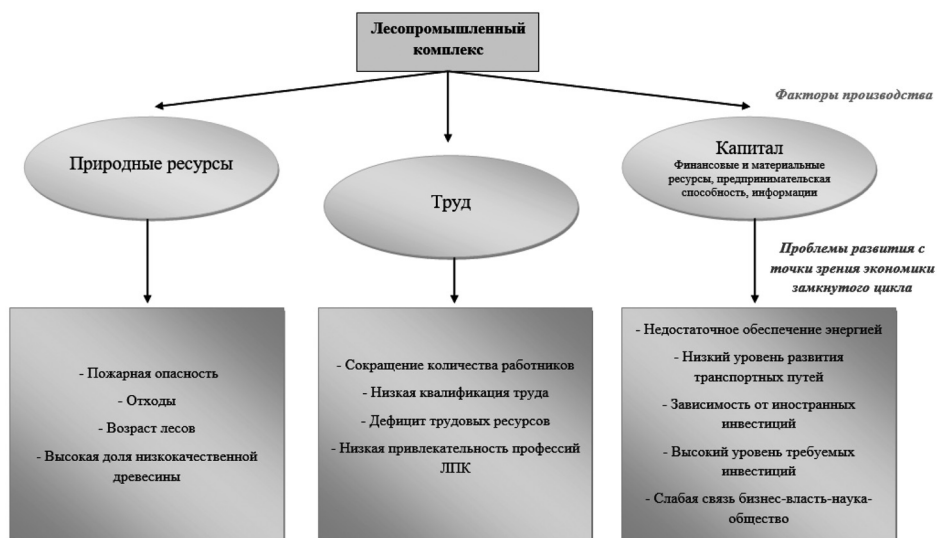 Лесопромышленный
комплекс
Факторы производства
Природные ресурсы
Труд
Капитал
Финансовые и материальные
ресурсы, предпринимательская
способность, информации
Проблемы развития с
точки зрения экономики
замкнутого цикла
- Пожарная опасность
- Отходы
- Возраст лесов
- Высокая доля низкокачественной
древесины
- Сокращение количества работников
- Низкая квалификация труда
- Дефицит трудовых ресурсов
- Низкая привлекательность профессий
ЛПК
- Недостаточное обеспечение энергией
- Низкий уровень развития
транспортных путей
- Зависимость от иностранных
инвестиций
- Высокий уровень требуемых
инвестиций
- Слабая связь бизнес-власть-наука-
общество